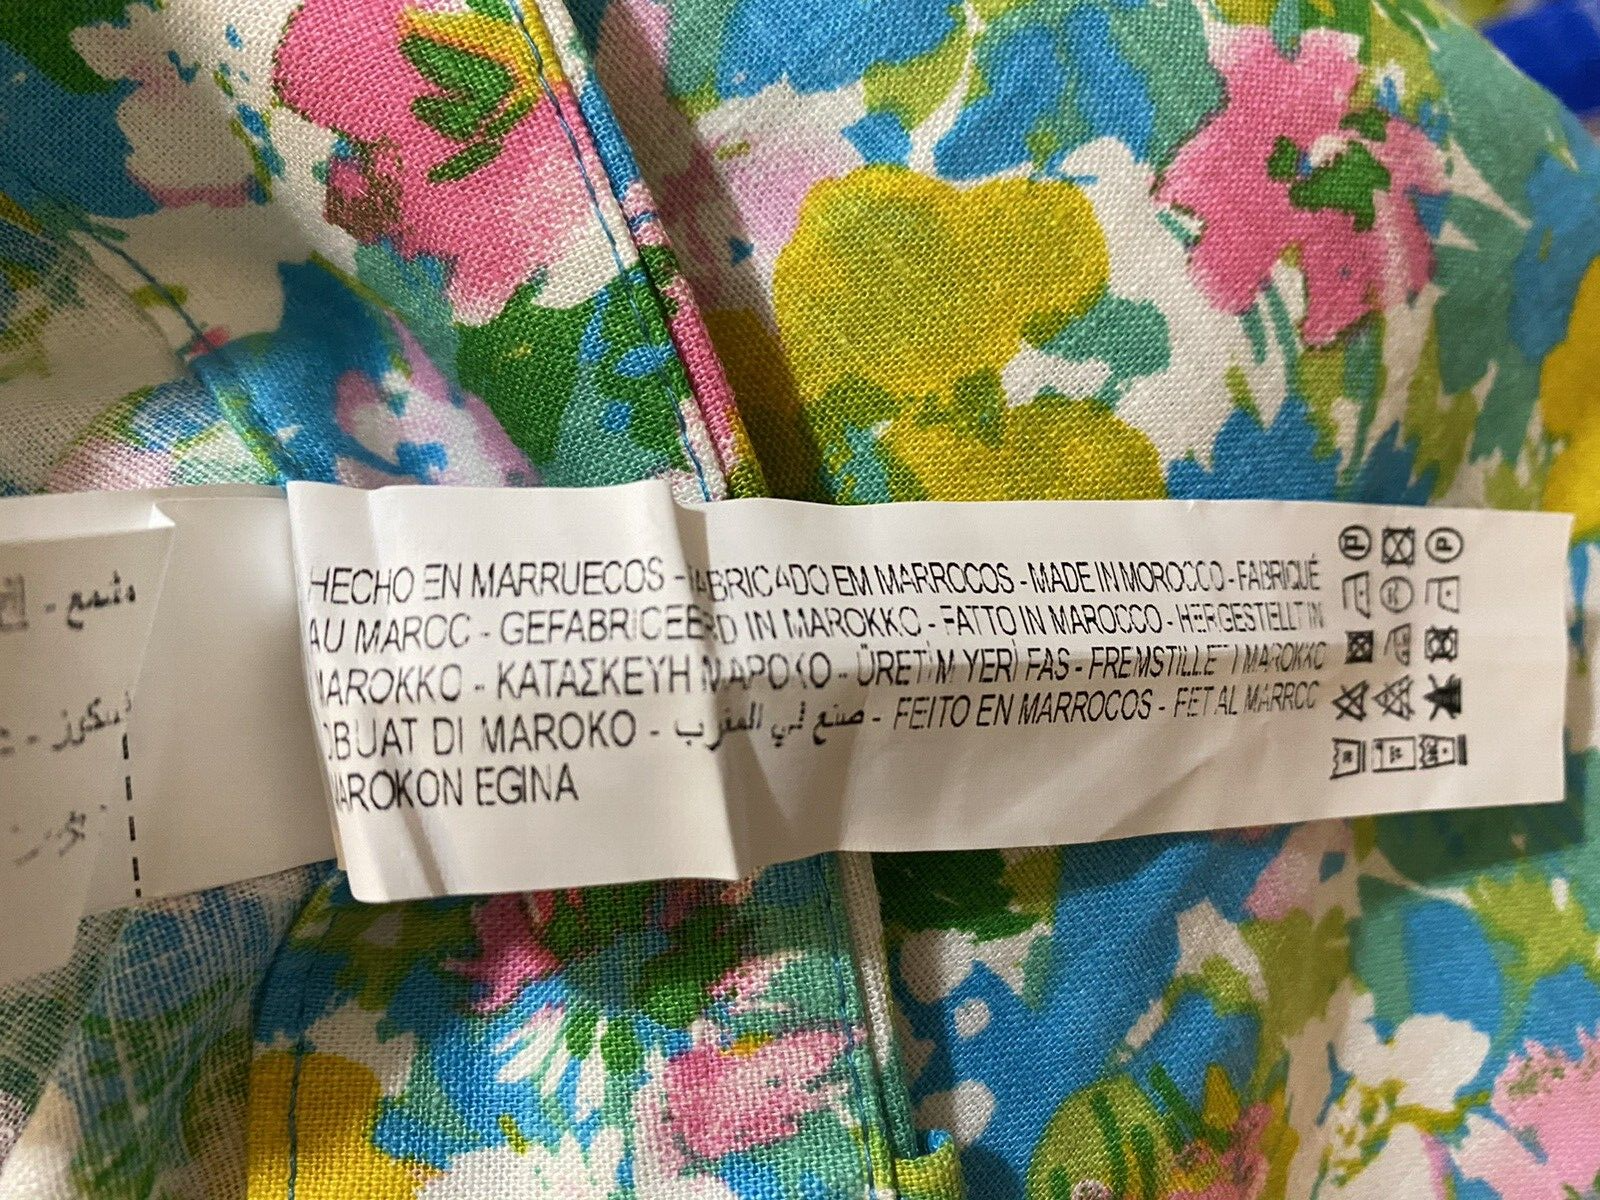 HECHO EN MARRUECOS - FABRICADO EM MARROCOS - MADE IN MOROCCO - FABRIQUÉ
AU MAROC - GEFABRICEERD IN MAROKKO - FATTO IN MAROCCO - HERGESTELLT IN
MAROKKO - ΚΑΤΑΣΚΕΥΗ ΜΑΡΟΚΟ - ÜRETİM YERİ FAS - FREMSTILLET I MAROKKO
DIBUAT DI MAROKO - صنع في المغرب - FEITO EN MARROCOS - FET AL MARROC
MAROKON EGINA